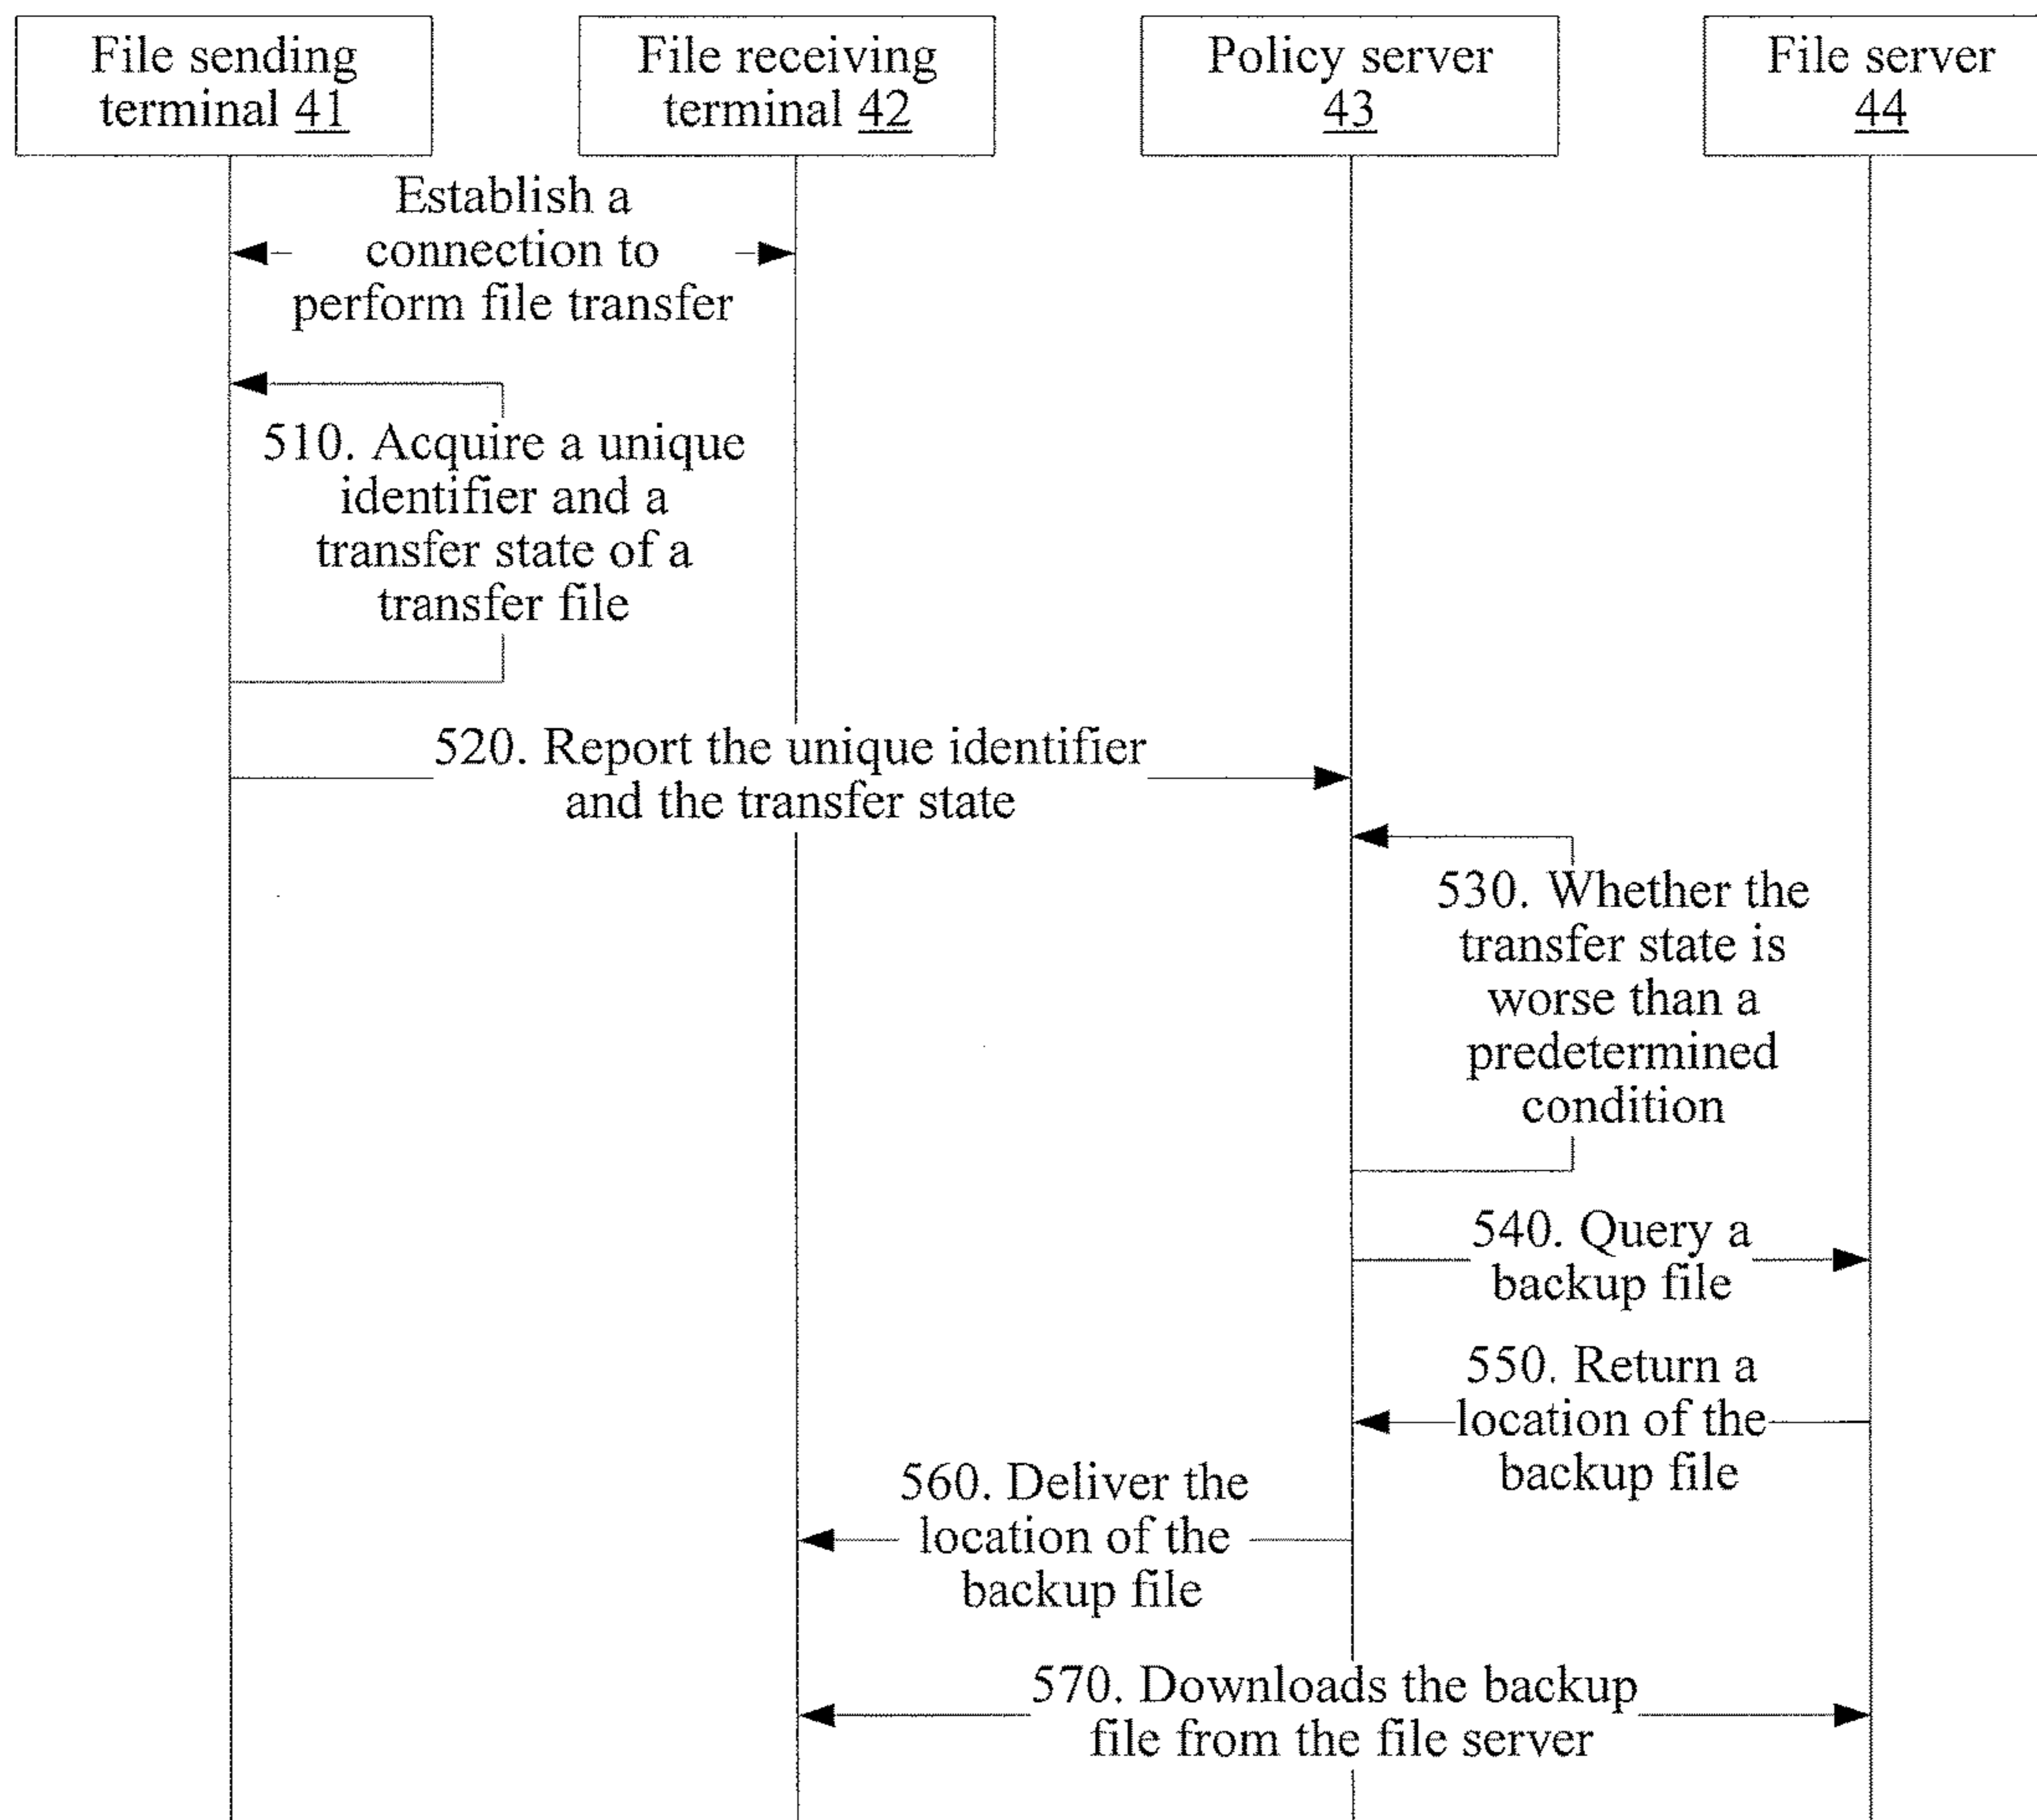 File sending
terminal 41
File receiving
terminal 42
Policy server
43
File server
44
Establish a
connection to
perform file transfer
510. Acquire a unique
identifier and a
transfer state of a
transfer file
520. Report the unique identifier
and the transfer state
530. Whether the
transfer state is
worse than a
predetermined
condition
540. Query a
backup file
550. Return a
location of the
backup file
560. Deliver the
location of the
backup file
570. Downloads the backup
file from the file server